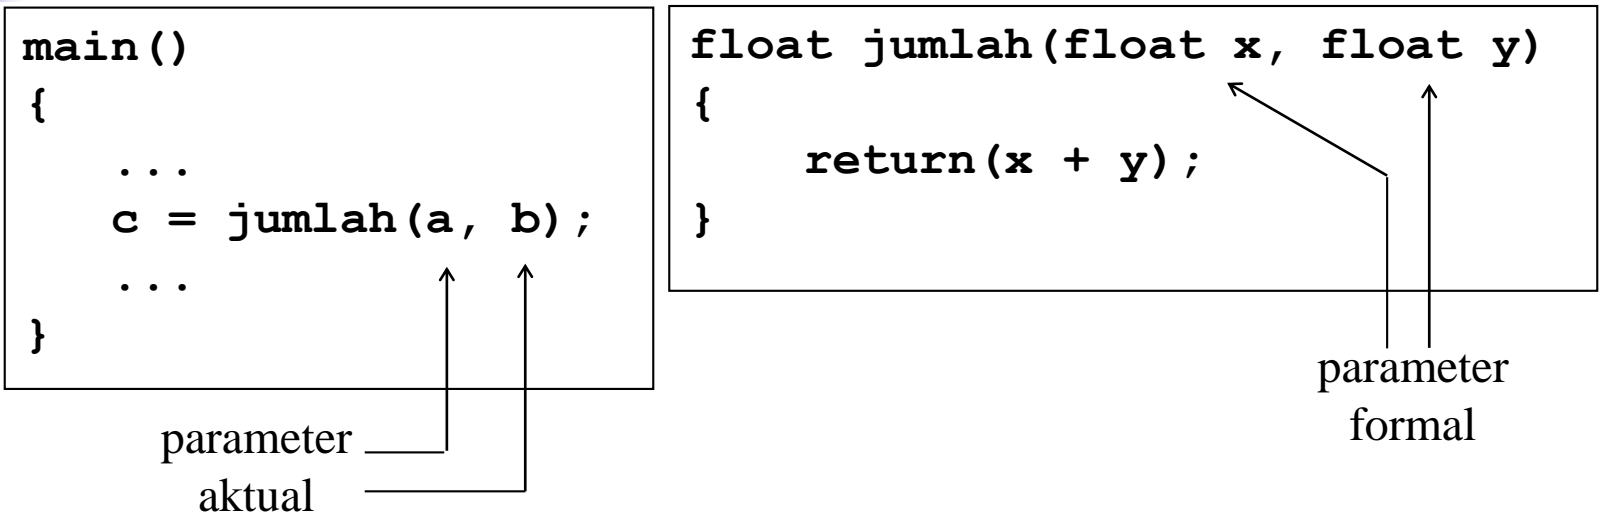 main()
{
...
c = jumlah(a, b);
...
}
parameter
aktual
float jumlah(float x, float y)
{
return(x + y);
}
parameter
formal